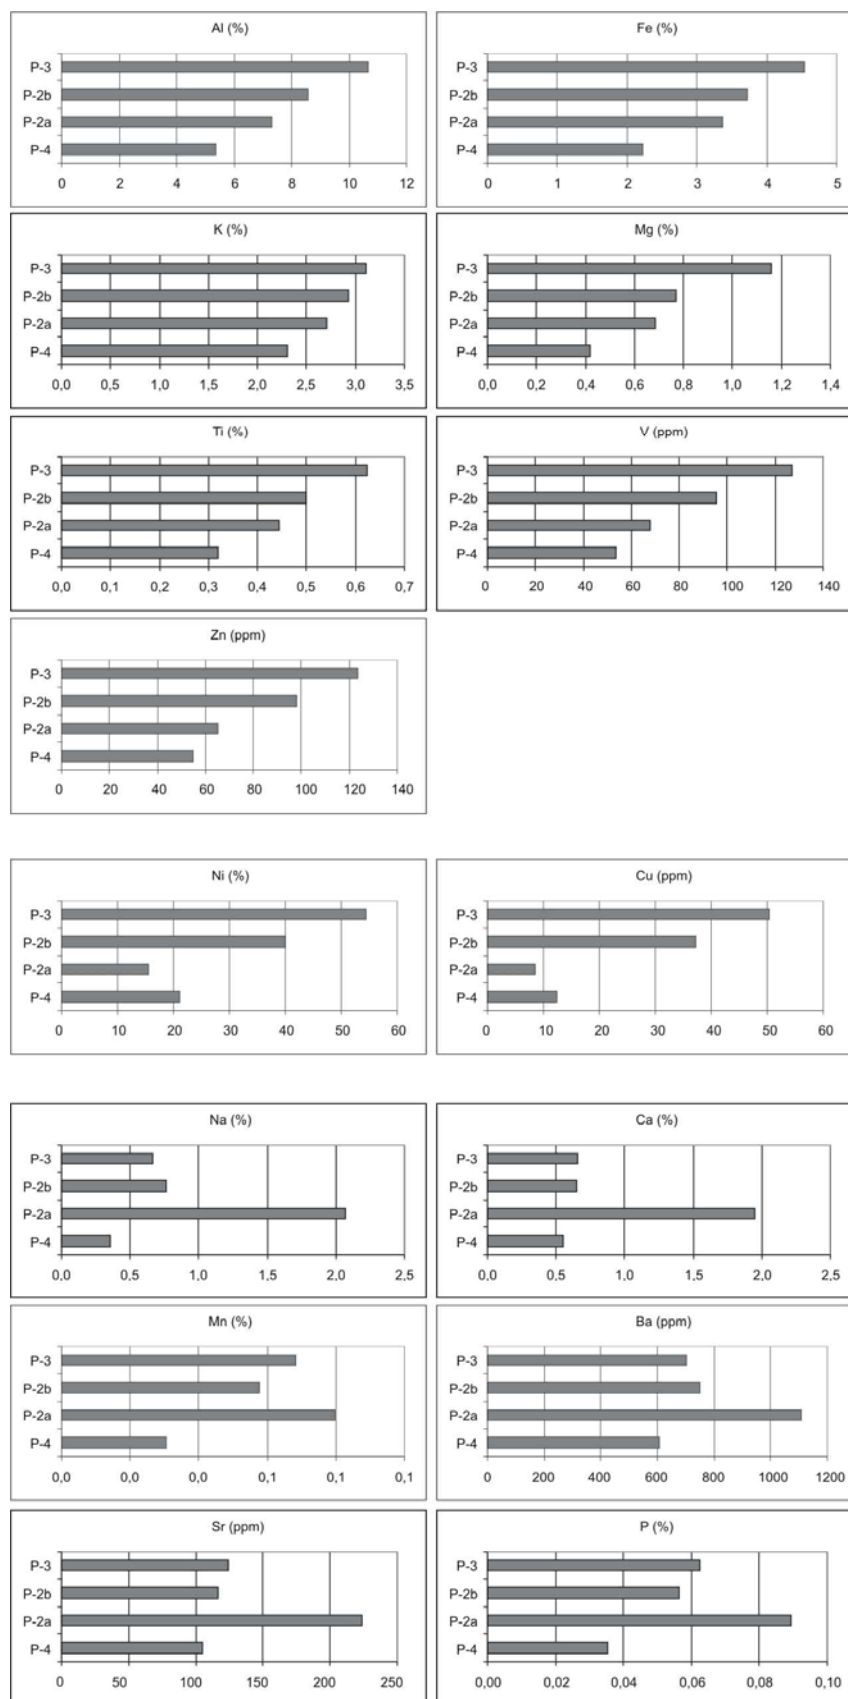 Al (%)
P-3
P-2b
P-2a
P-4
0 2 4 6 8 10 12
Fe (%)
P-3
P-2b
P-2a
P-4
0 1 2 3 4 5
K (%)
P-3
P-2b
P-2a
P-4
0,0 0,5 1,0 1,5 2,0 2,5 3,0 3,5
Mg (%)
P-3
P-2b
P-2a
P-4
0,0 0,2 0,4 0,6 0,8 1,0 1,2 1,4
Ti (%)
P-3
P-2b
P-2a
P-4
0,0 0,1 0,2 0,3 0,4 0,5 0,6 0,7
V (ppm)
P-3
P-2b
P-2a
P-4
0 20 40 60 80 100 120 140
Zn (ppm)
P-3
P-2b
P-2a
P-4
0 20 40 60 80 100 120 140
Ni (%)
P-3
P-2b
P-2a
P-4
0 10 20 30 40 50 60
Cu (ppm)
P-3
P-2b
P-2a
P-4
0 10 20 30 40 50 60
Na (%)
P-3
P-2b
P-2a
P-4
0,0 0,5 1,0 1,5 2,0 2,5
Ca (%)
P-3
P-2b
P-2a
P-4
0,0 0,5 1,0 1,5 2,0 2,5
Mn (%)
P-3
P-2b
P-2a
P-4
0,0 0,0 0,0 0,1 0,1 0,1
Ba (ppm)
P-3
P-2b
P-2a
P-4
0 200 400 600 800 1000 1200
Sr (ppm)
P-3
P-2b
P-2a
P-4
0 50 100 150 200 250
P (%)
P-3
P-2b
P-2a
P-4
0,00 0,02 0,04 0,06 0,08 0,10